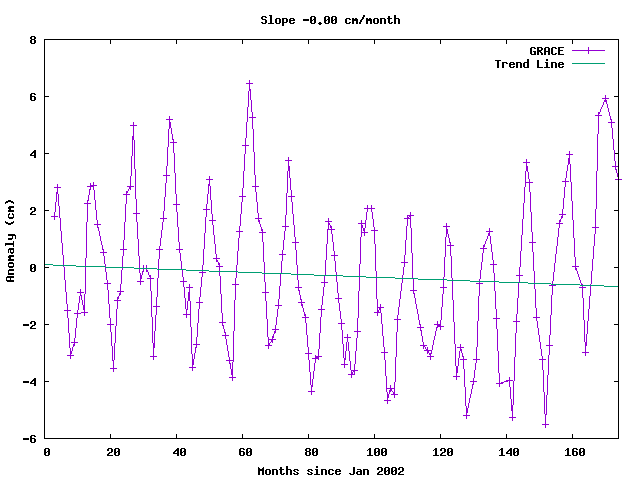 Slope -0.00 cm/month
GRACE
Trend Line
8
6
4
2
0
-2
-4
-6
Anomaly (cm)
0 20 40 60 80 100 120 140 160
Months since Jan 2002